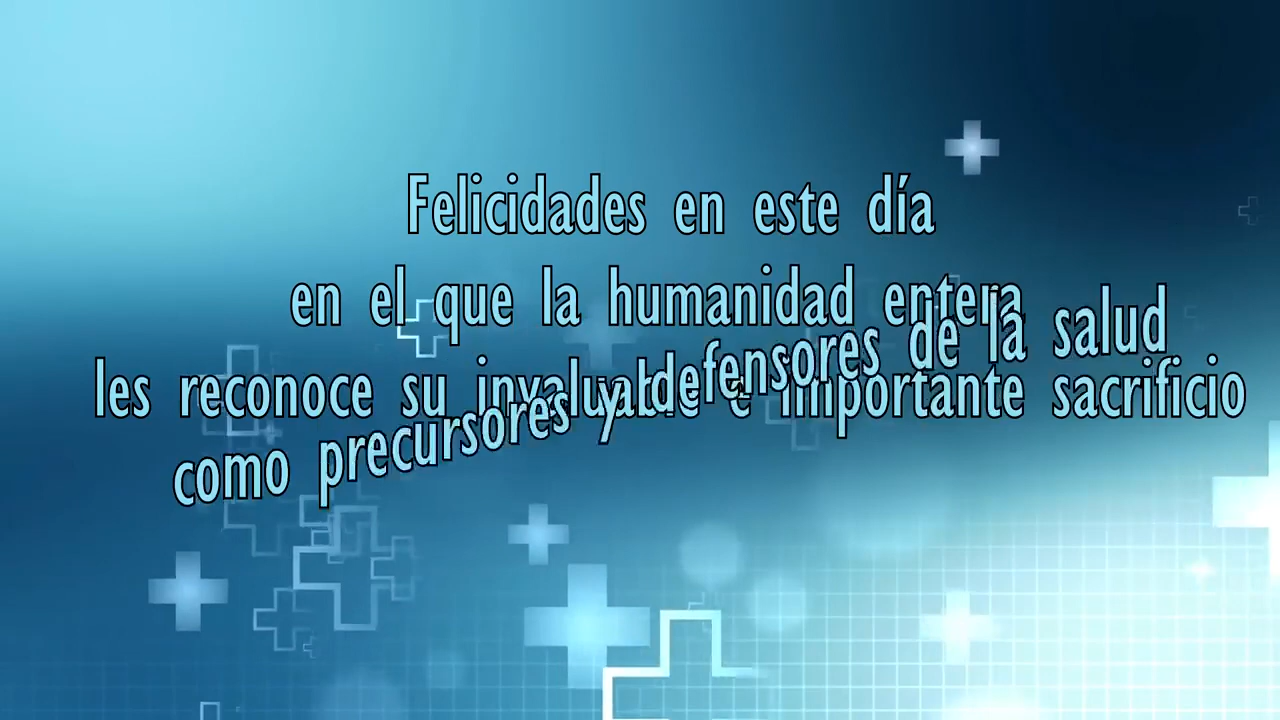 Felicidades en este día
en el que la humanidad entera
les reconoce su invaluable e importante sacrificio
como precursores y defensores de la salud